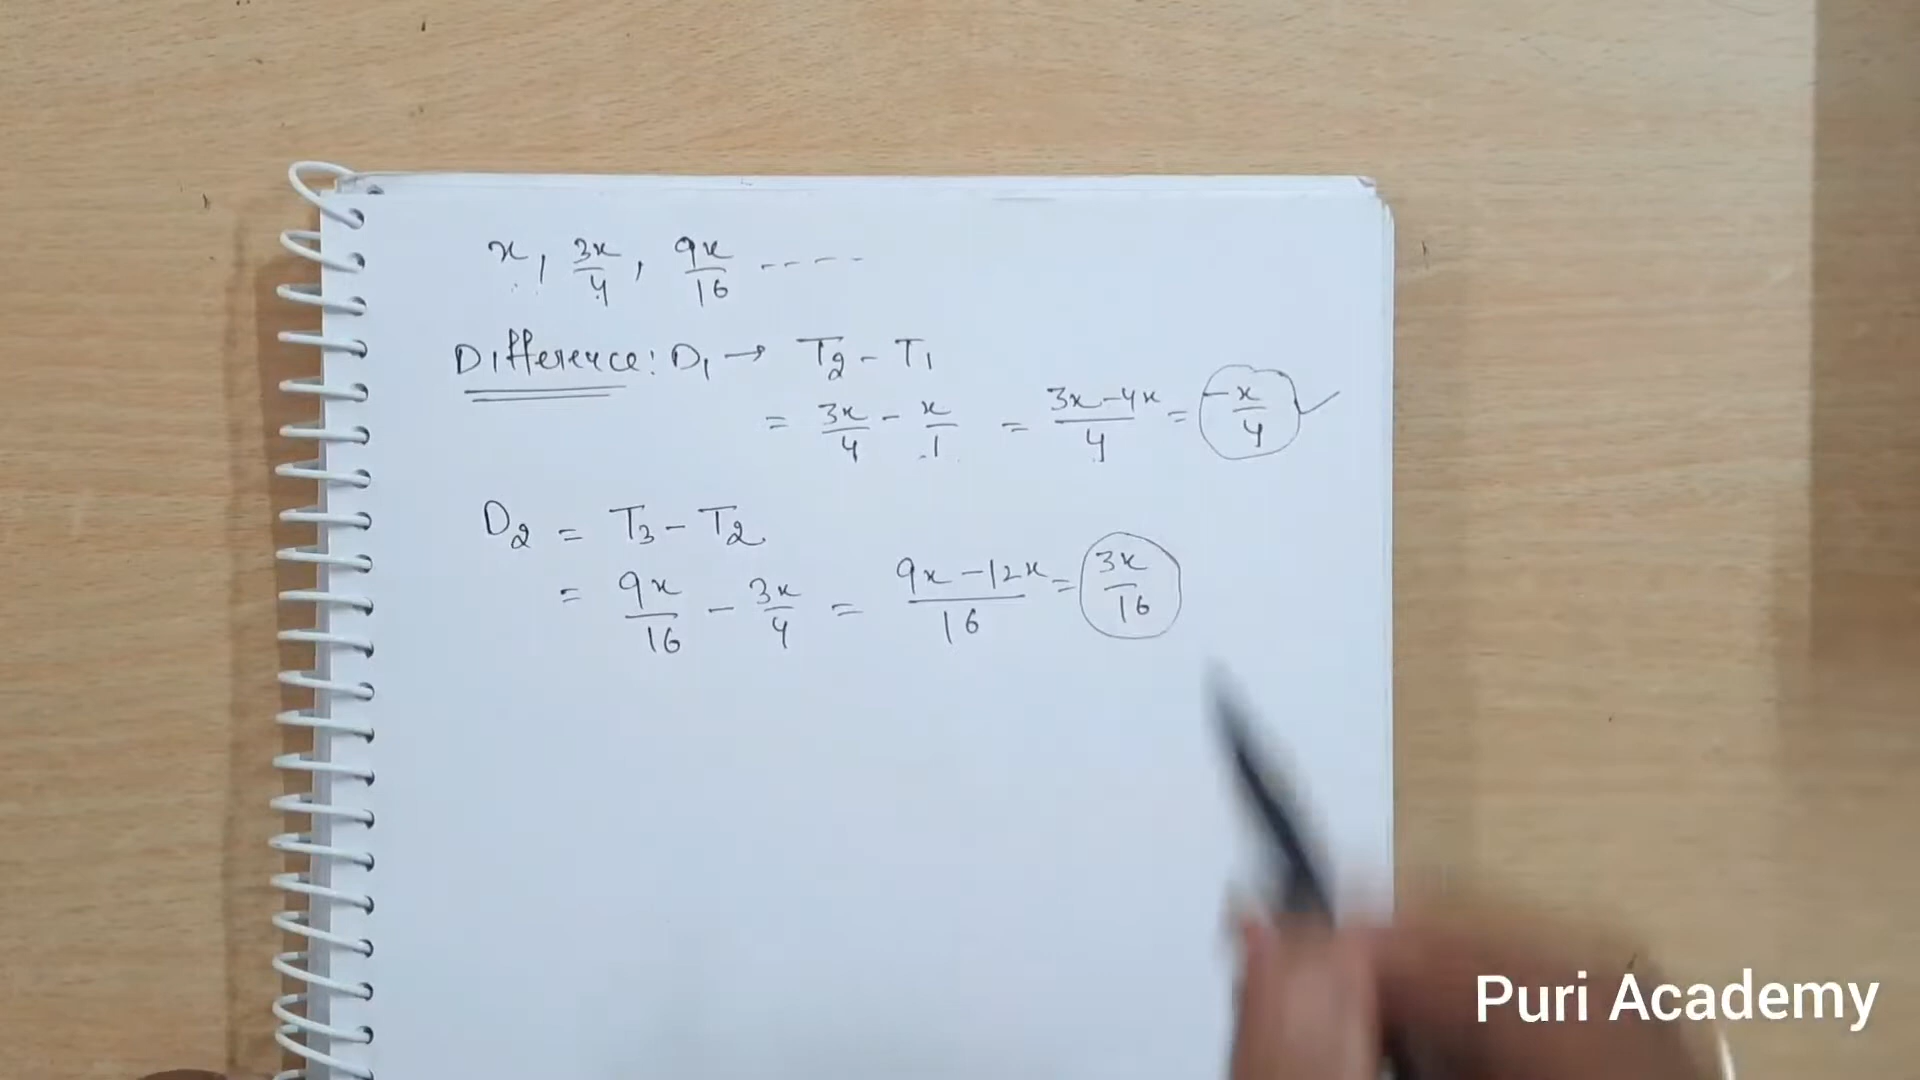 x, 3x/4, 9x/16 ----
Difference: D₁ → T₂ - T₁
= 3x/4 - x/1 = 3x-4x/4 = -x/4 ✓
D₂ = T₃ - T₂
= 9x/16 - 3x/4 = 9x-12x/16 = 3x/16
Puri Academy